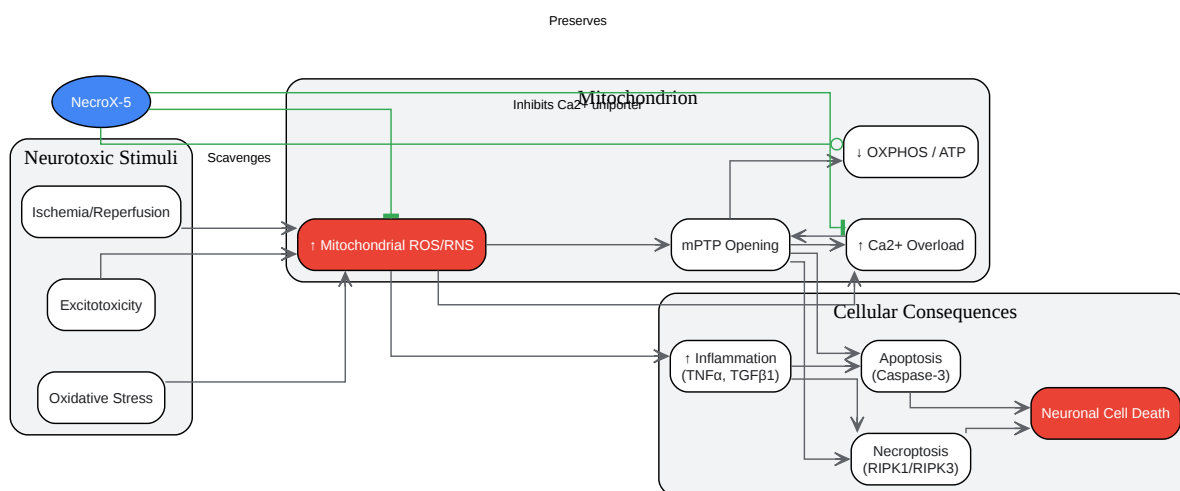 Preserves
NecroX-5
Mitochondrion
Inhibits Ca2+ uniporter
Neurotoxic Stimuli
Scavenges
↓ OXPHOS / ATP
Ischemia/Reperfusion
↑ Mitochondrial ROS/RNS
mPTP Opening
↑ Ca2+ Overload
Excitotoxicity
Cellular Consequences
↑ Inflammation
(TNFα, TGFβ1)
Apoptosis
(Caspase-3)
Oxidative Stress
Neuronal Cell Death
Necroptosis
(RIPK1/RIPK3)